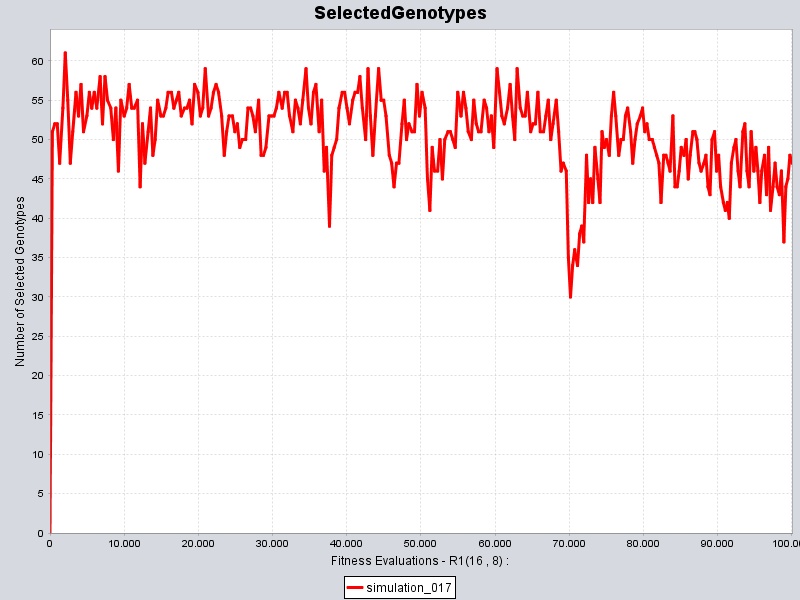 SelectedGenotypes
Number of Selected Genotypes
60
55
50
45
40
35
30
25
20
15
10
5
0
0 10.000 20.000 30.000 40.000 50.000 60.000 70.000 80.000 90.000 100.00
Fitness Evaluations - R1(16 , 8) :
simulation_017